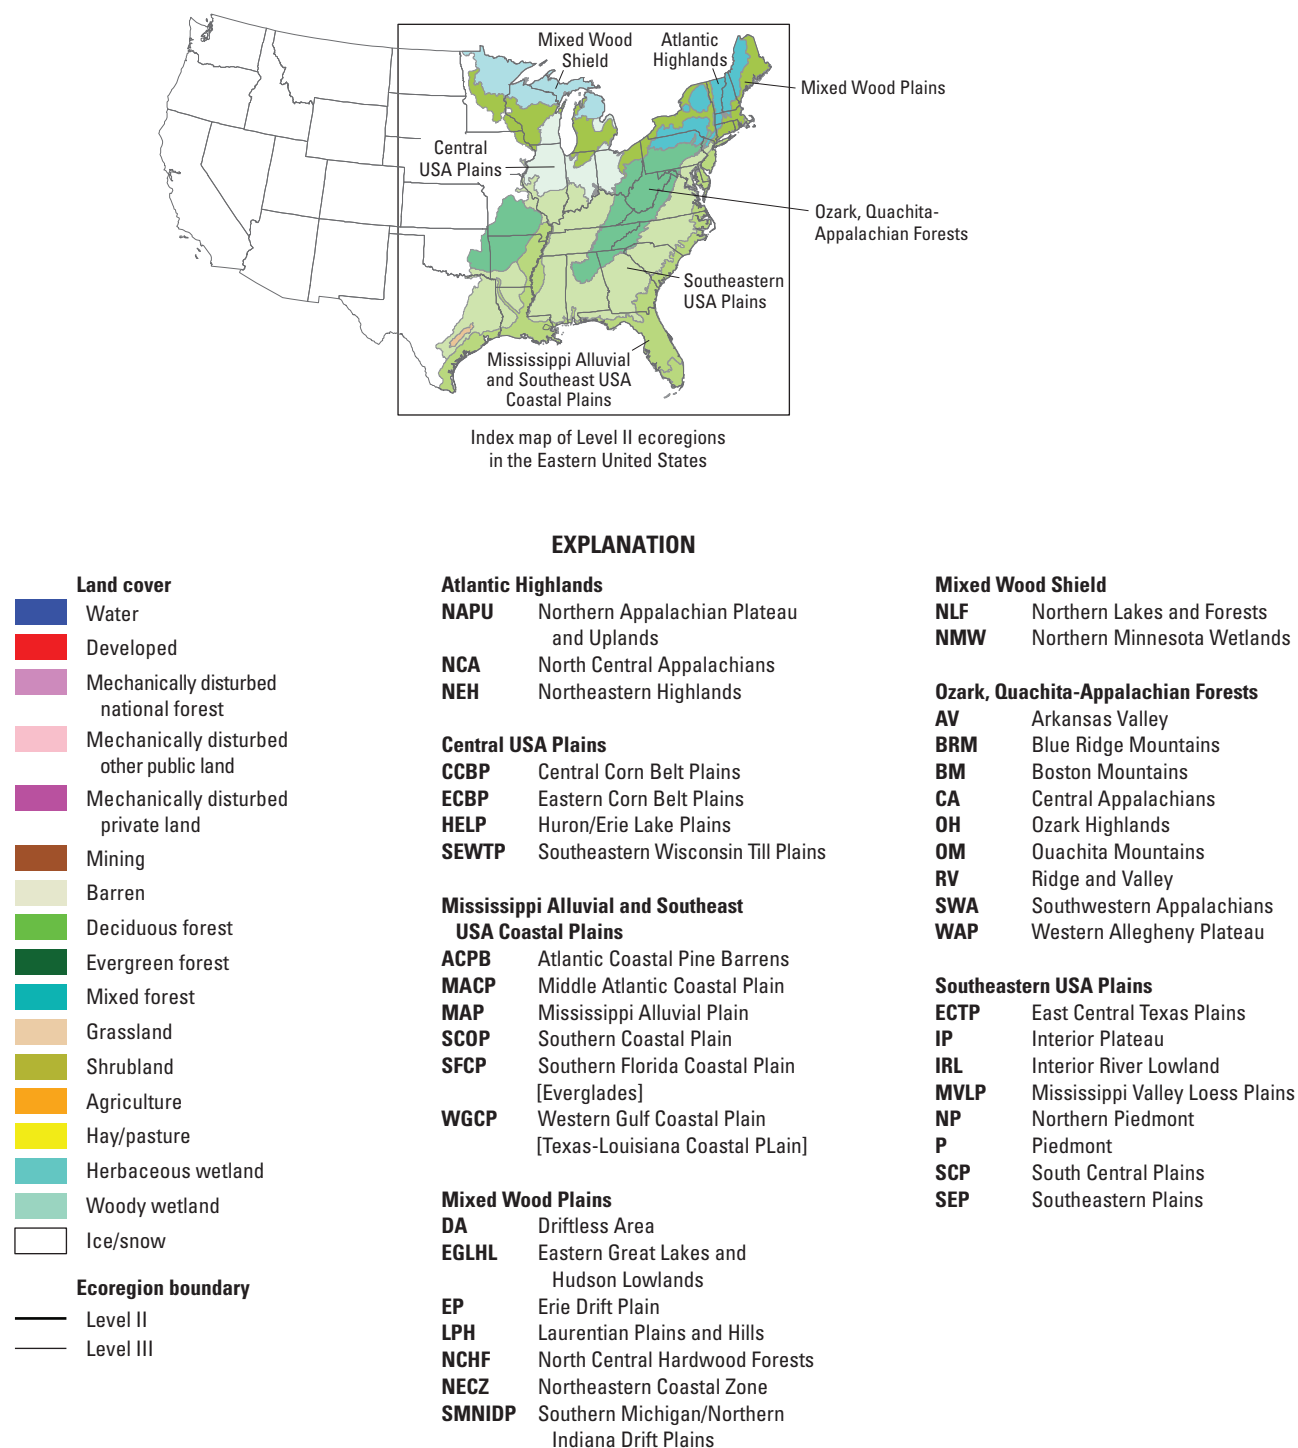 Mixed Wood
Shield
Atlantic
Highlands
Mixed Wood Plains
Central
USA Plains
Ozark, Quachita-
Appalachian Forests
Southeastern
USA Plains
Mississippi Alluvial
and Southeast USA
Coastal Plains
Index map of Level II ecoregions
in the Eastern United States
EXPLANATION
Land cover
Water
Developed
Mechanically disturbed
national forest
Mechanically disturbed
other public land
Mechanically disturbed
private land
Mining
Barren
Deciduous forest
Evergreen forest
Mixed forest
Grassland
Shrubland
Agriculture
Hay/pasture
Herbaceous wetland
Woody wetland
Ice/snow
Ecoregion boundary
Level II
Level III
Atlantic Highlands
NAPU Northern Appalachian Plateau
and Uplands
NCA North Central Appalachians
NEH Northeastern Highlands
Central USA Plains
CCBP Central Corn Belt Plains
ECBP Eastern Corn Belt Plains
HELP Huron/Erie Lake Plains
SEWTP Southeastern Wisconsin Till Plains
Mississippi Alluvial and Southeast
USA Coastal Plains
ACPB Atlantic Coastal Pine Barrens
MACP Middle Atlantic Coastal Plain
MAP Mississippi Alluvial Plain
SCOP Southern Coastal Plain
SFCP Southern Florida Coastal Plain
[Everglades]
WGCP Western Gulf Coastal Plain
[Texas-Louisiana Coastal PLain]
Mixed Wood Plains
DA Driftless Area
EGLHL Eastern Great Lakes and
Hudson Lowlands
EP Erie Drift Plain
LPH Laurentian Plains and Hills
NCHF North Central Hardwood Forests
NECZ Northeastern Coastal Zone
SMNIDP Southern Michigan/Northern
Indiana Drift Plains
Mixed Wood Shield
NLF Northern Lakes and Forests
NMW Northern Minnesota Wetlands
Ozark, Quachita-Appalachian Forests
AV Arkansas Valley
BRM Blue Ridge Mountains
BM Boston Mountains
CA Central Appalachians
OH Ozark Highlands
OM Ouachita Mountains
RV Ridge and Valley
SWA Southwestern Appalachians
WAP Western Allegheny Plateau
Southeastern USA Plains
ECTP East Central Texas Plains
IP Interior Plateau
IRL Interior River Lowland
MVLP Mississippi Valley Loess Plains
NP Northern Piedmont
P Piedmont
SCP South Central Plains
SEP Southeastern Plains